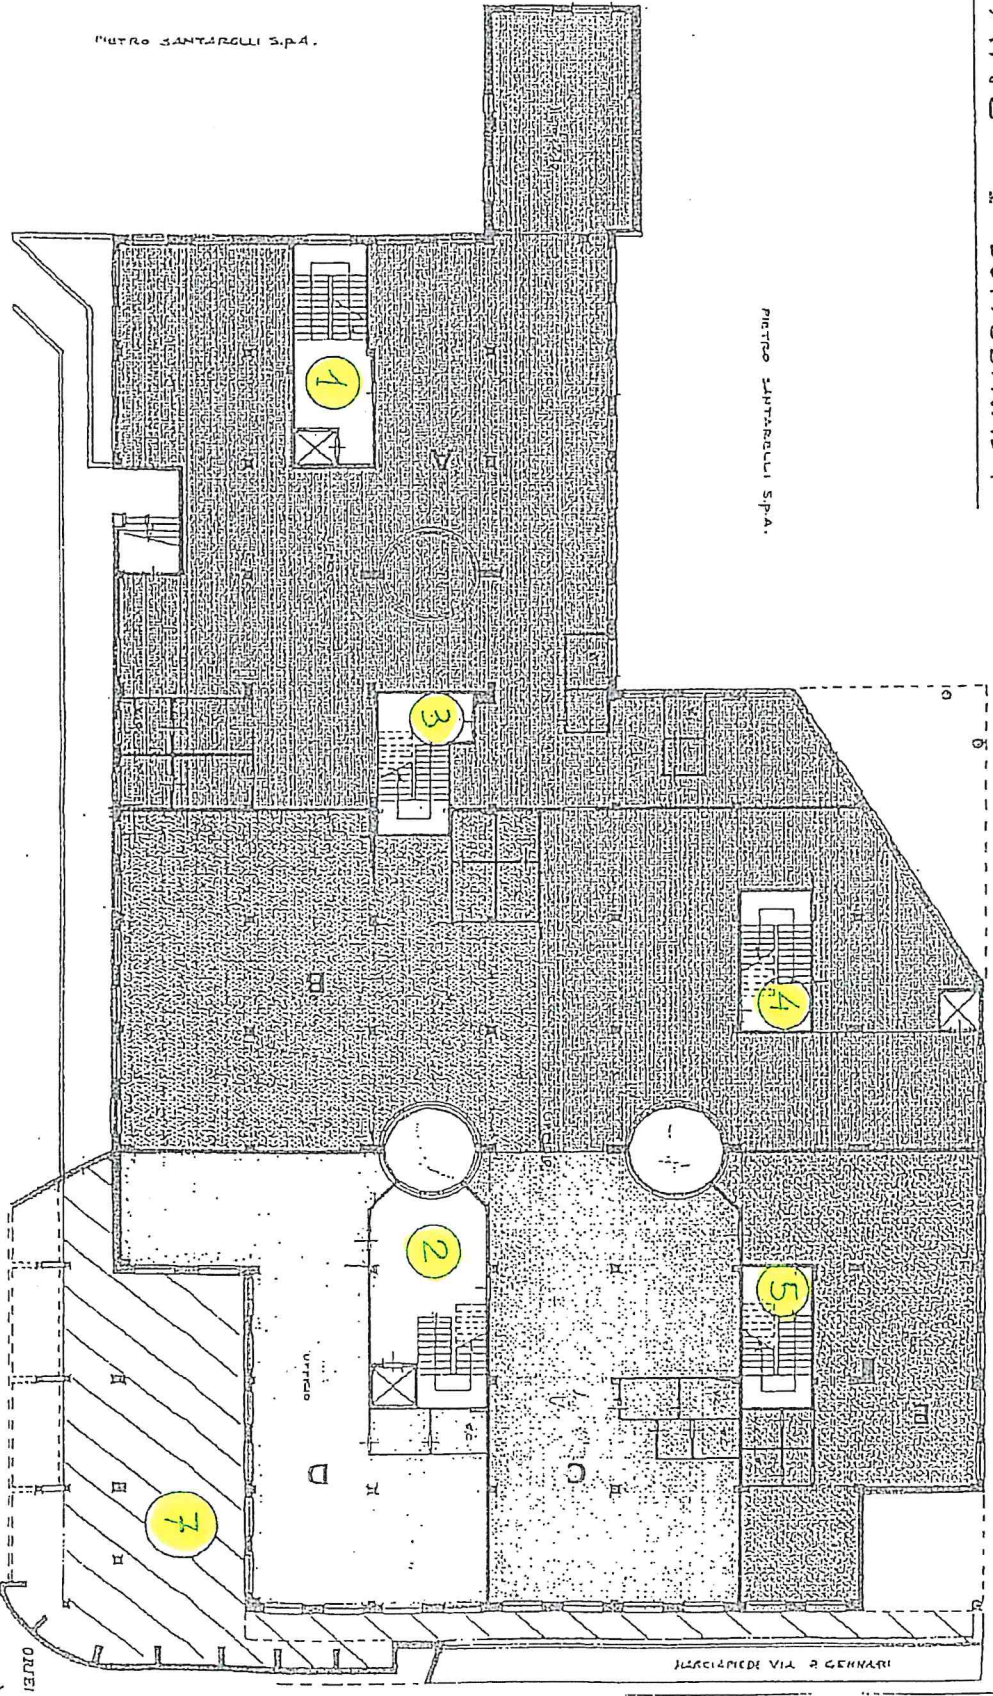 PIETRO SANTARELLI S.p.A.
PIETRO SANTARELLI S.p.A.
1
A
3
4
B
2
5
UFFICIO
D
C
7
MARCIAPIEDE VIA P. GENNARI